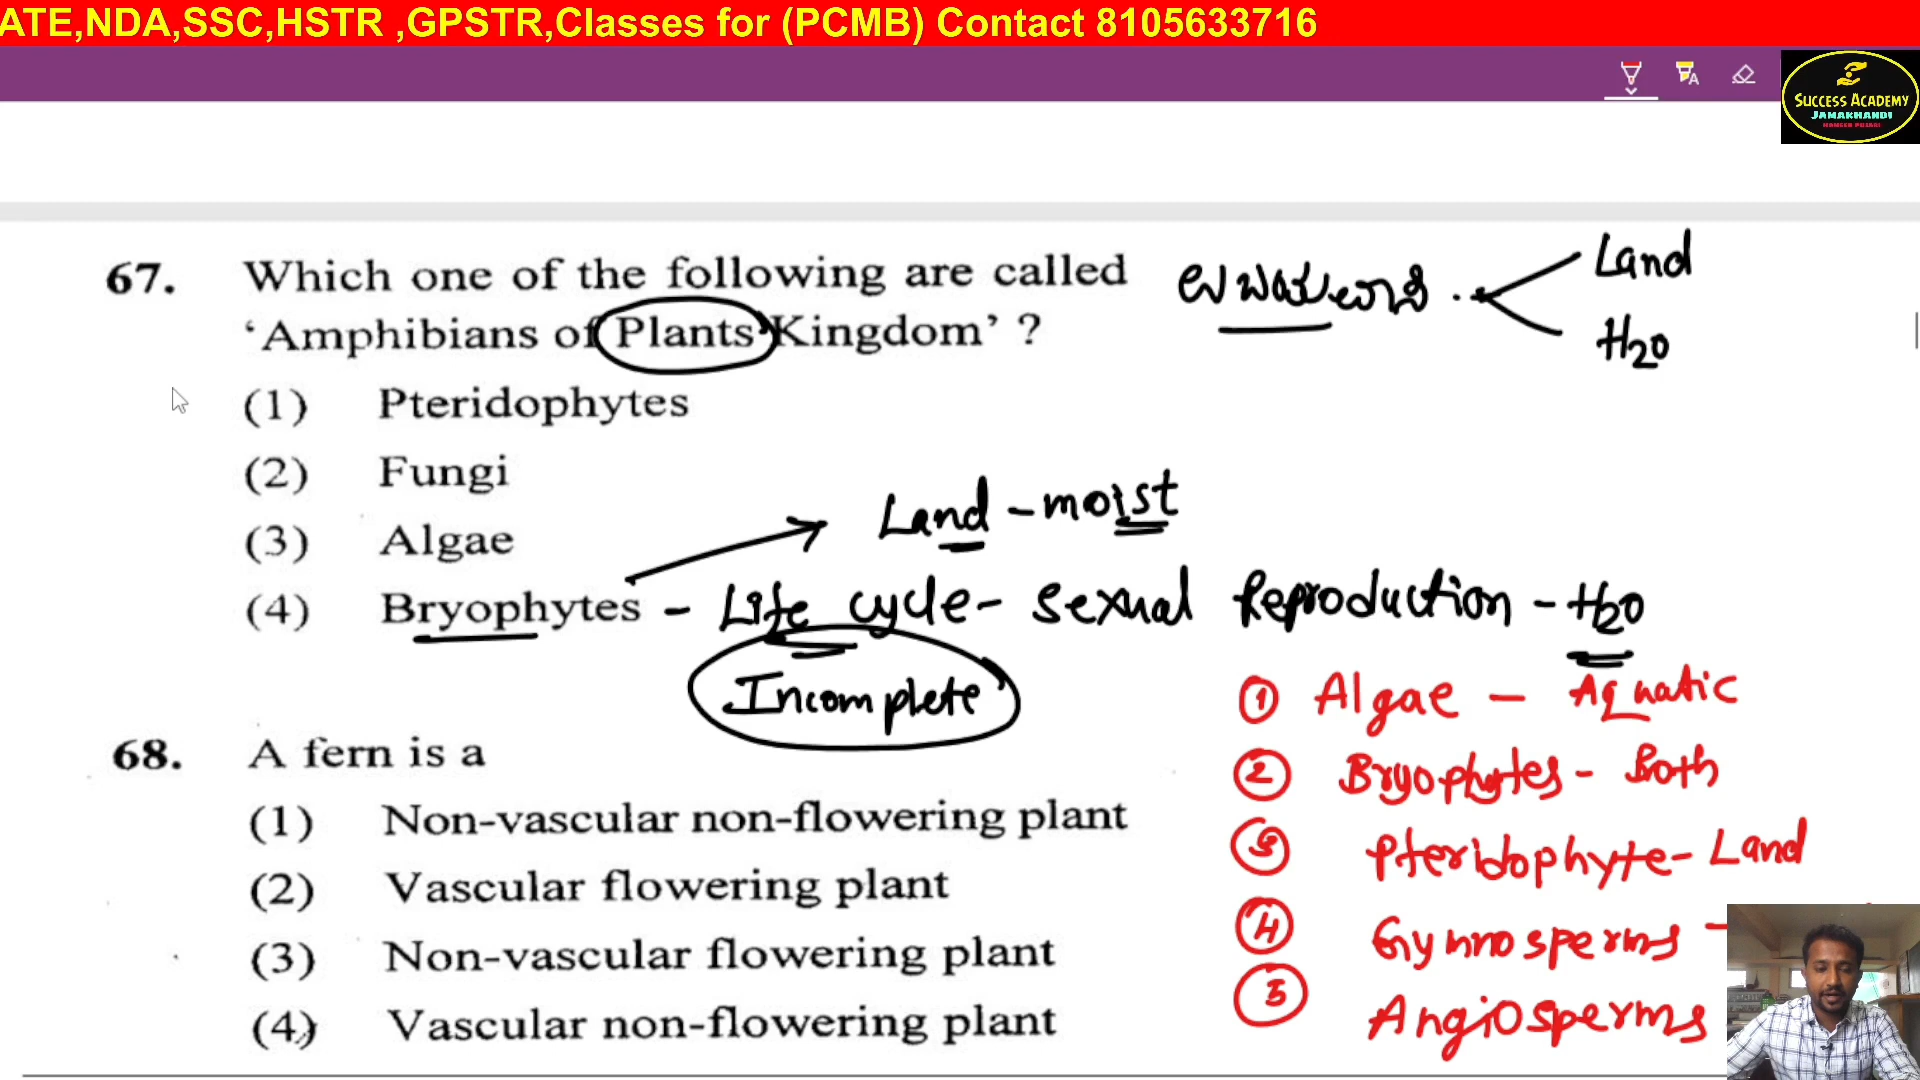 ATE,NDA,SSC,HSTR ,GPSTR,Classes for (PCMB) Contact 8105633716
SUCCESS ACADEMY
JAMAKHANDI
67. Which one of the following are called
‘Amphibians of Plants’ Kingdom’ ?
Land
H2O
(1) Pteridophytes
(2) Fungi
(3) Algae
Land - moist
(4) Bryophytes - Life cycle - sexual Reproduction - H2O
Incomplete
68. A fern is a
(1) Non-vascular non-flowering plant
(2) Vascular flowering plant
(3) Non-vascular flowering plant
(4) Vascular non-flowering plant
1 Algae - Aquatic
2 Bryophytes - Both
3 Pteridophyte - Land
4 Gymnosperms -
5 Angiosperms